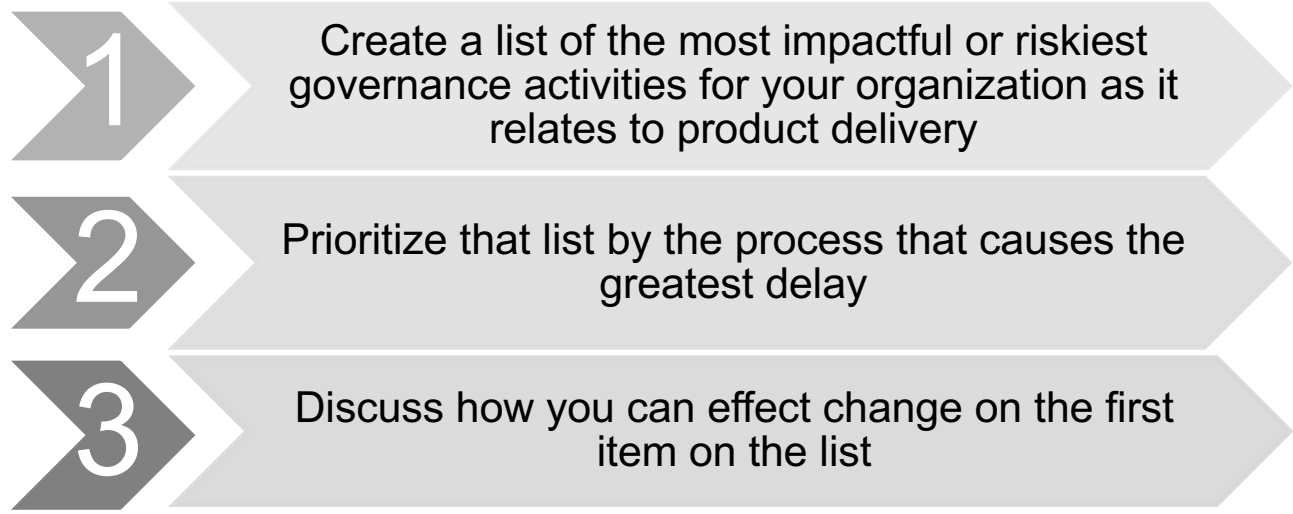 1
Create a list of the most impactful or riskiest
governance activities for your organization as it
relates to product delivery
2
Prioritize that list by the process that causes the
greatest delay
3
Discuss how you can effect change on the first
item on the list